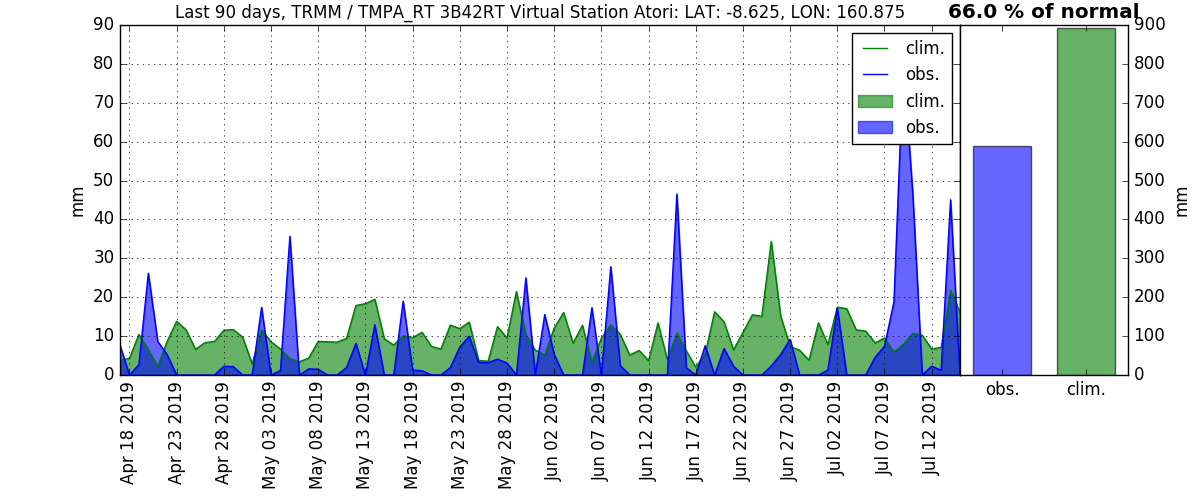 Last 90 days, TRMM / TMPA_RT 3B42RT Virtual Station Atori: LAT: -8.625, LON: 160.875
66.0 % of normal
clim.
obs.
clim.
obs.
90
80
70
60
50
40
30
20
10
0
mm
900
800
700
600
500
400
300
200
100
0
mm
Apr 18 2019
Apr 23 2019
Apr 28 2019
May 03 2019
May 08 2019
May 13 2019
May 18 2019
May 23 2019
May 28 2019
Jun 02 2019
Jun 07 2019
Jun 12 2019
Jun 17 2019
Jun 22 2019
Jun 27 2019
Jul 02 2019
Jul 07 2019
Jul 12 2019
obs.
clim.